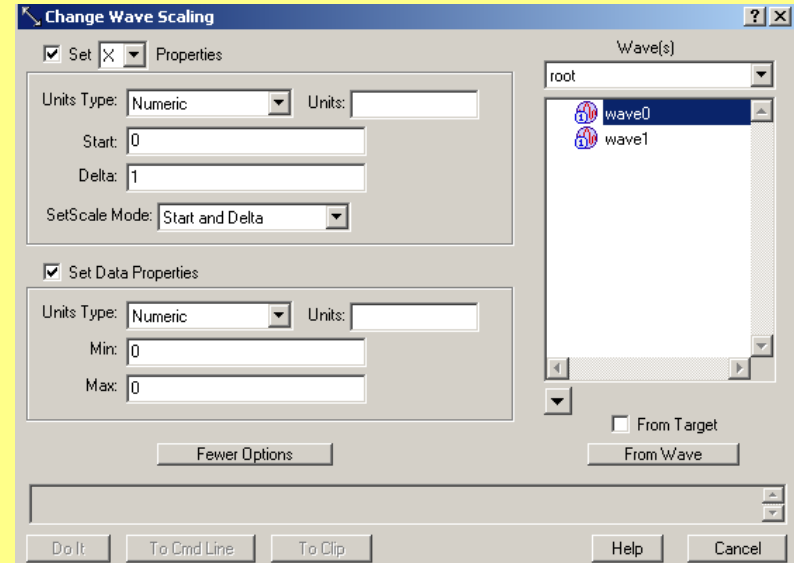 Change Wave Scaling
Set X Properties
Units Type: Numeric Units:
Start: 0
Delta: 1
SetScale Mode: Start and Delta
Set Data Properties
Units Type: Numeric Units:
Min: 0
Max: 0
Fewer Options
Wave(s)
root
wave0
wave1
From Target
From Wave
Do It To Cmd Line To Clip Help Cancel